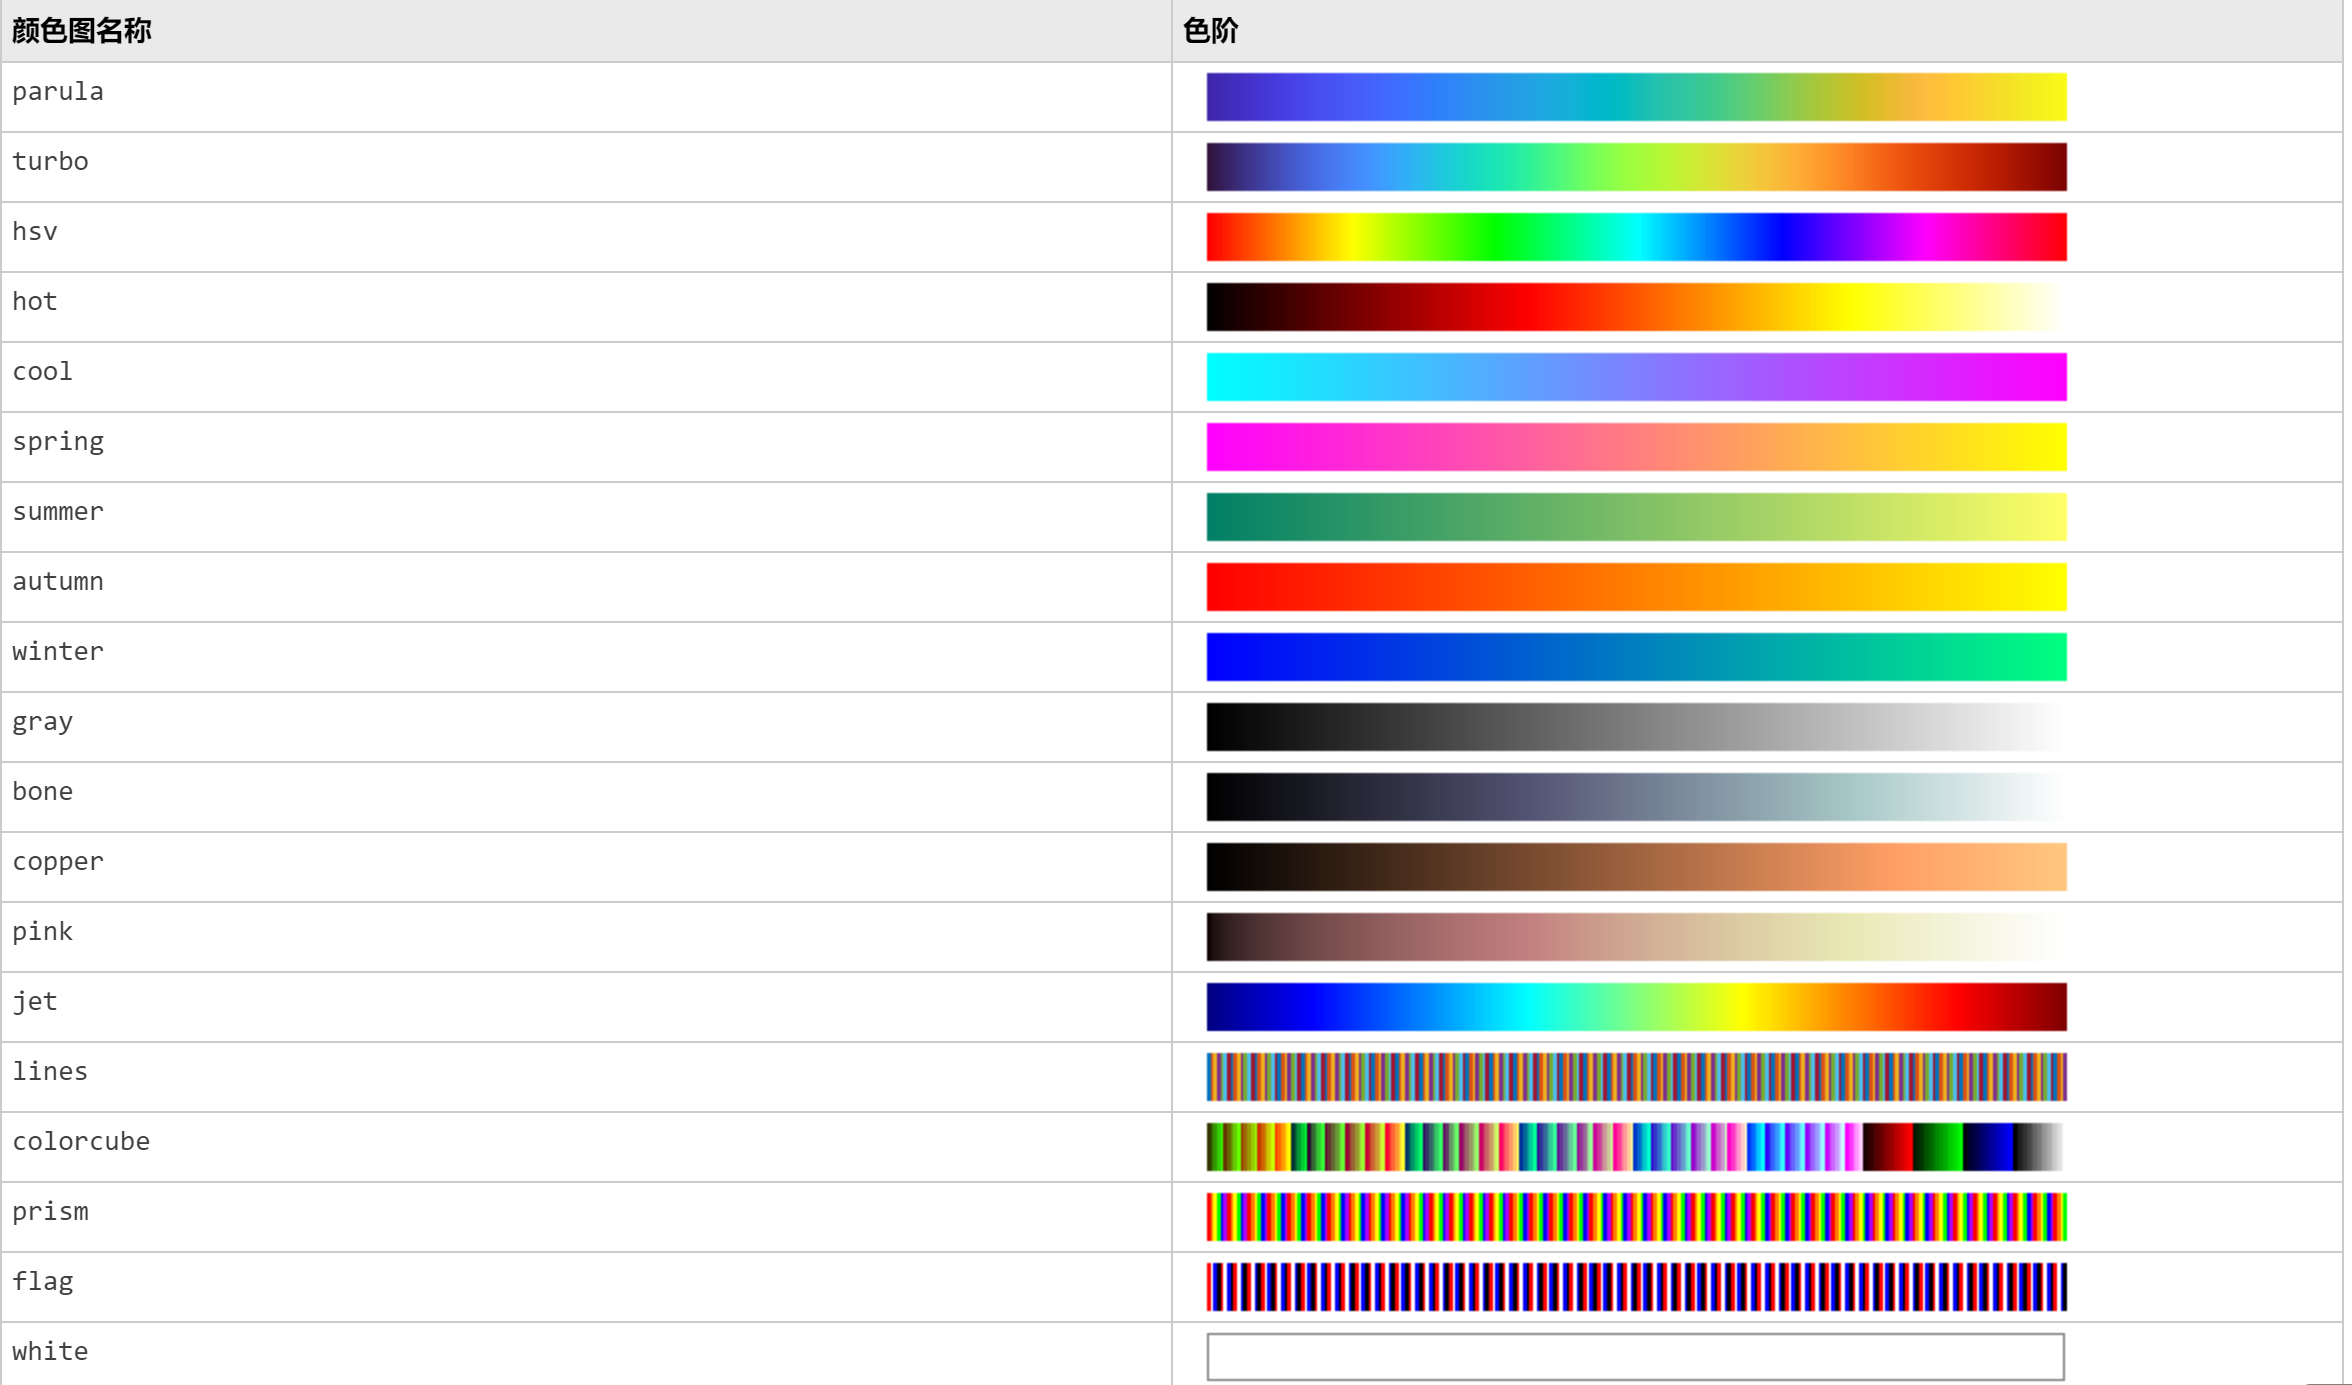 颜色图名称 色阶
parula
turbo
hsv
hot
cool
spring
summer
autumn
winter
gray
bone
copper
pink
jet
lines
colorcube
prism
flag
white